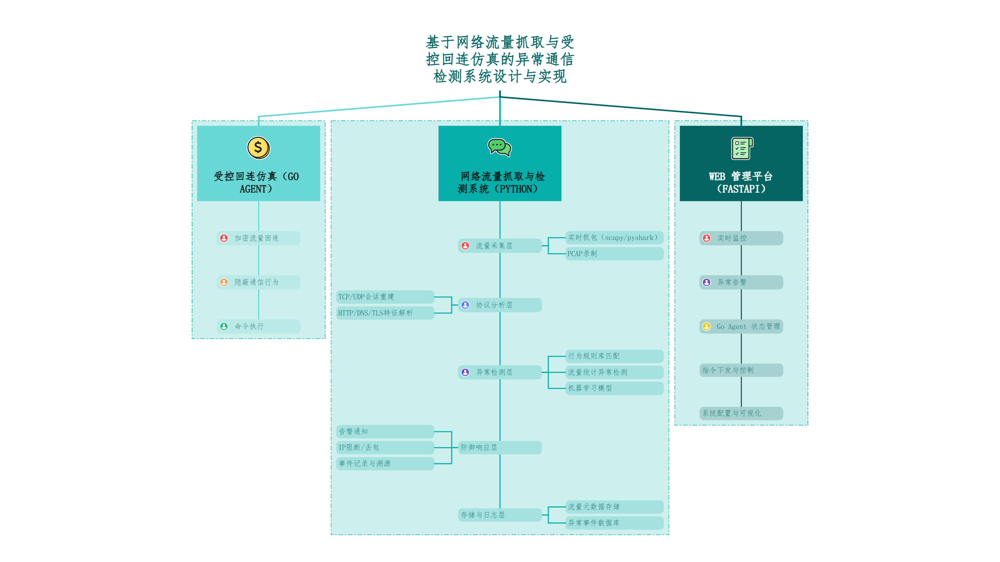 基于网络流量抓取与受
控回连仿真的异常通信
检测系统设计与实现
受控回连仿真（GO
AGENT）
加密流量回连
隐蔽通信行为
命令执行
网络流量抓取与检
测系统（PYTHON）
流量采集层
实时抓包（scapy/pyshark）
PCAP录制
协议分析层
TCP/UDP会话重建
HTTP/DNS/TLS特征解析
异常检测层
行为规则库匹配
流量统计异常检测
机器学习模型
防御响应层
告警通知
IP阻断/丢包
事件记录与溯源
存储与日志层
流量元数据存储
异常事件数据库
WEB 管理平台
（FASTAPI）
实时监控
异常告警
Go Agent 状态管理
指令下发与控制
系统配置与可视化